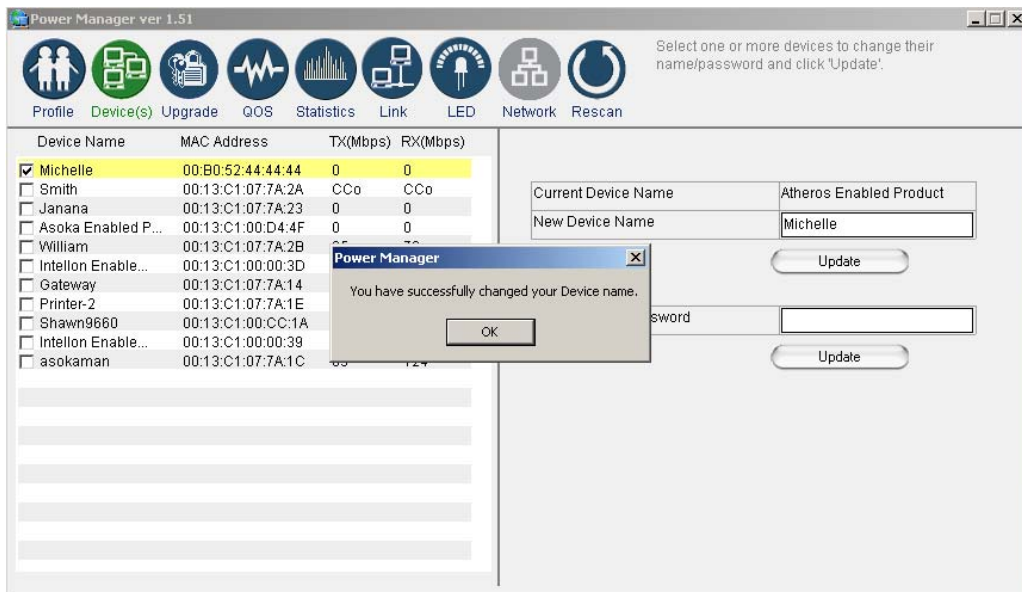 Power Manager ver 1.51
Profile Device(s) Upgrade QOS Statistics Link LED Network Rescan
Select one or more devices to change their
name/password and click 'Update'.
Device Name MAC Address TX(Mbps) RX(Mbps)
Michelle 00:B0:52:44:44:44 0 0
Smith 00:13:C1:07:7A:2A CCo CCo
Janana 00:13:C1:07:7A:23 0 0
Asoka Enabled P... 00:13:C1:00:D4:4F 0 0
William 00:13:C1:07:7A:2B
Intellon Enable... 00:13:C1:00:00:3D
Gateway 00:13:C1:07:7A:14
Printer-2 00:13:C1:07:7A:1E
Shawn9660 00:13:C1:00:CC:1A
Intellon Enable... 00:13:C1:00:00:39
asokaman 00:13:C1:07:7A:1C
Power Manager
You have successfully changed your Device name.
OK
Current Device Name Atheros Enabled Product
New Device Name Michelle
Update
sword
Update